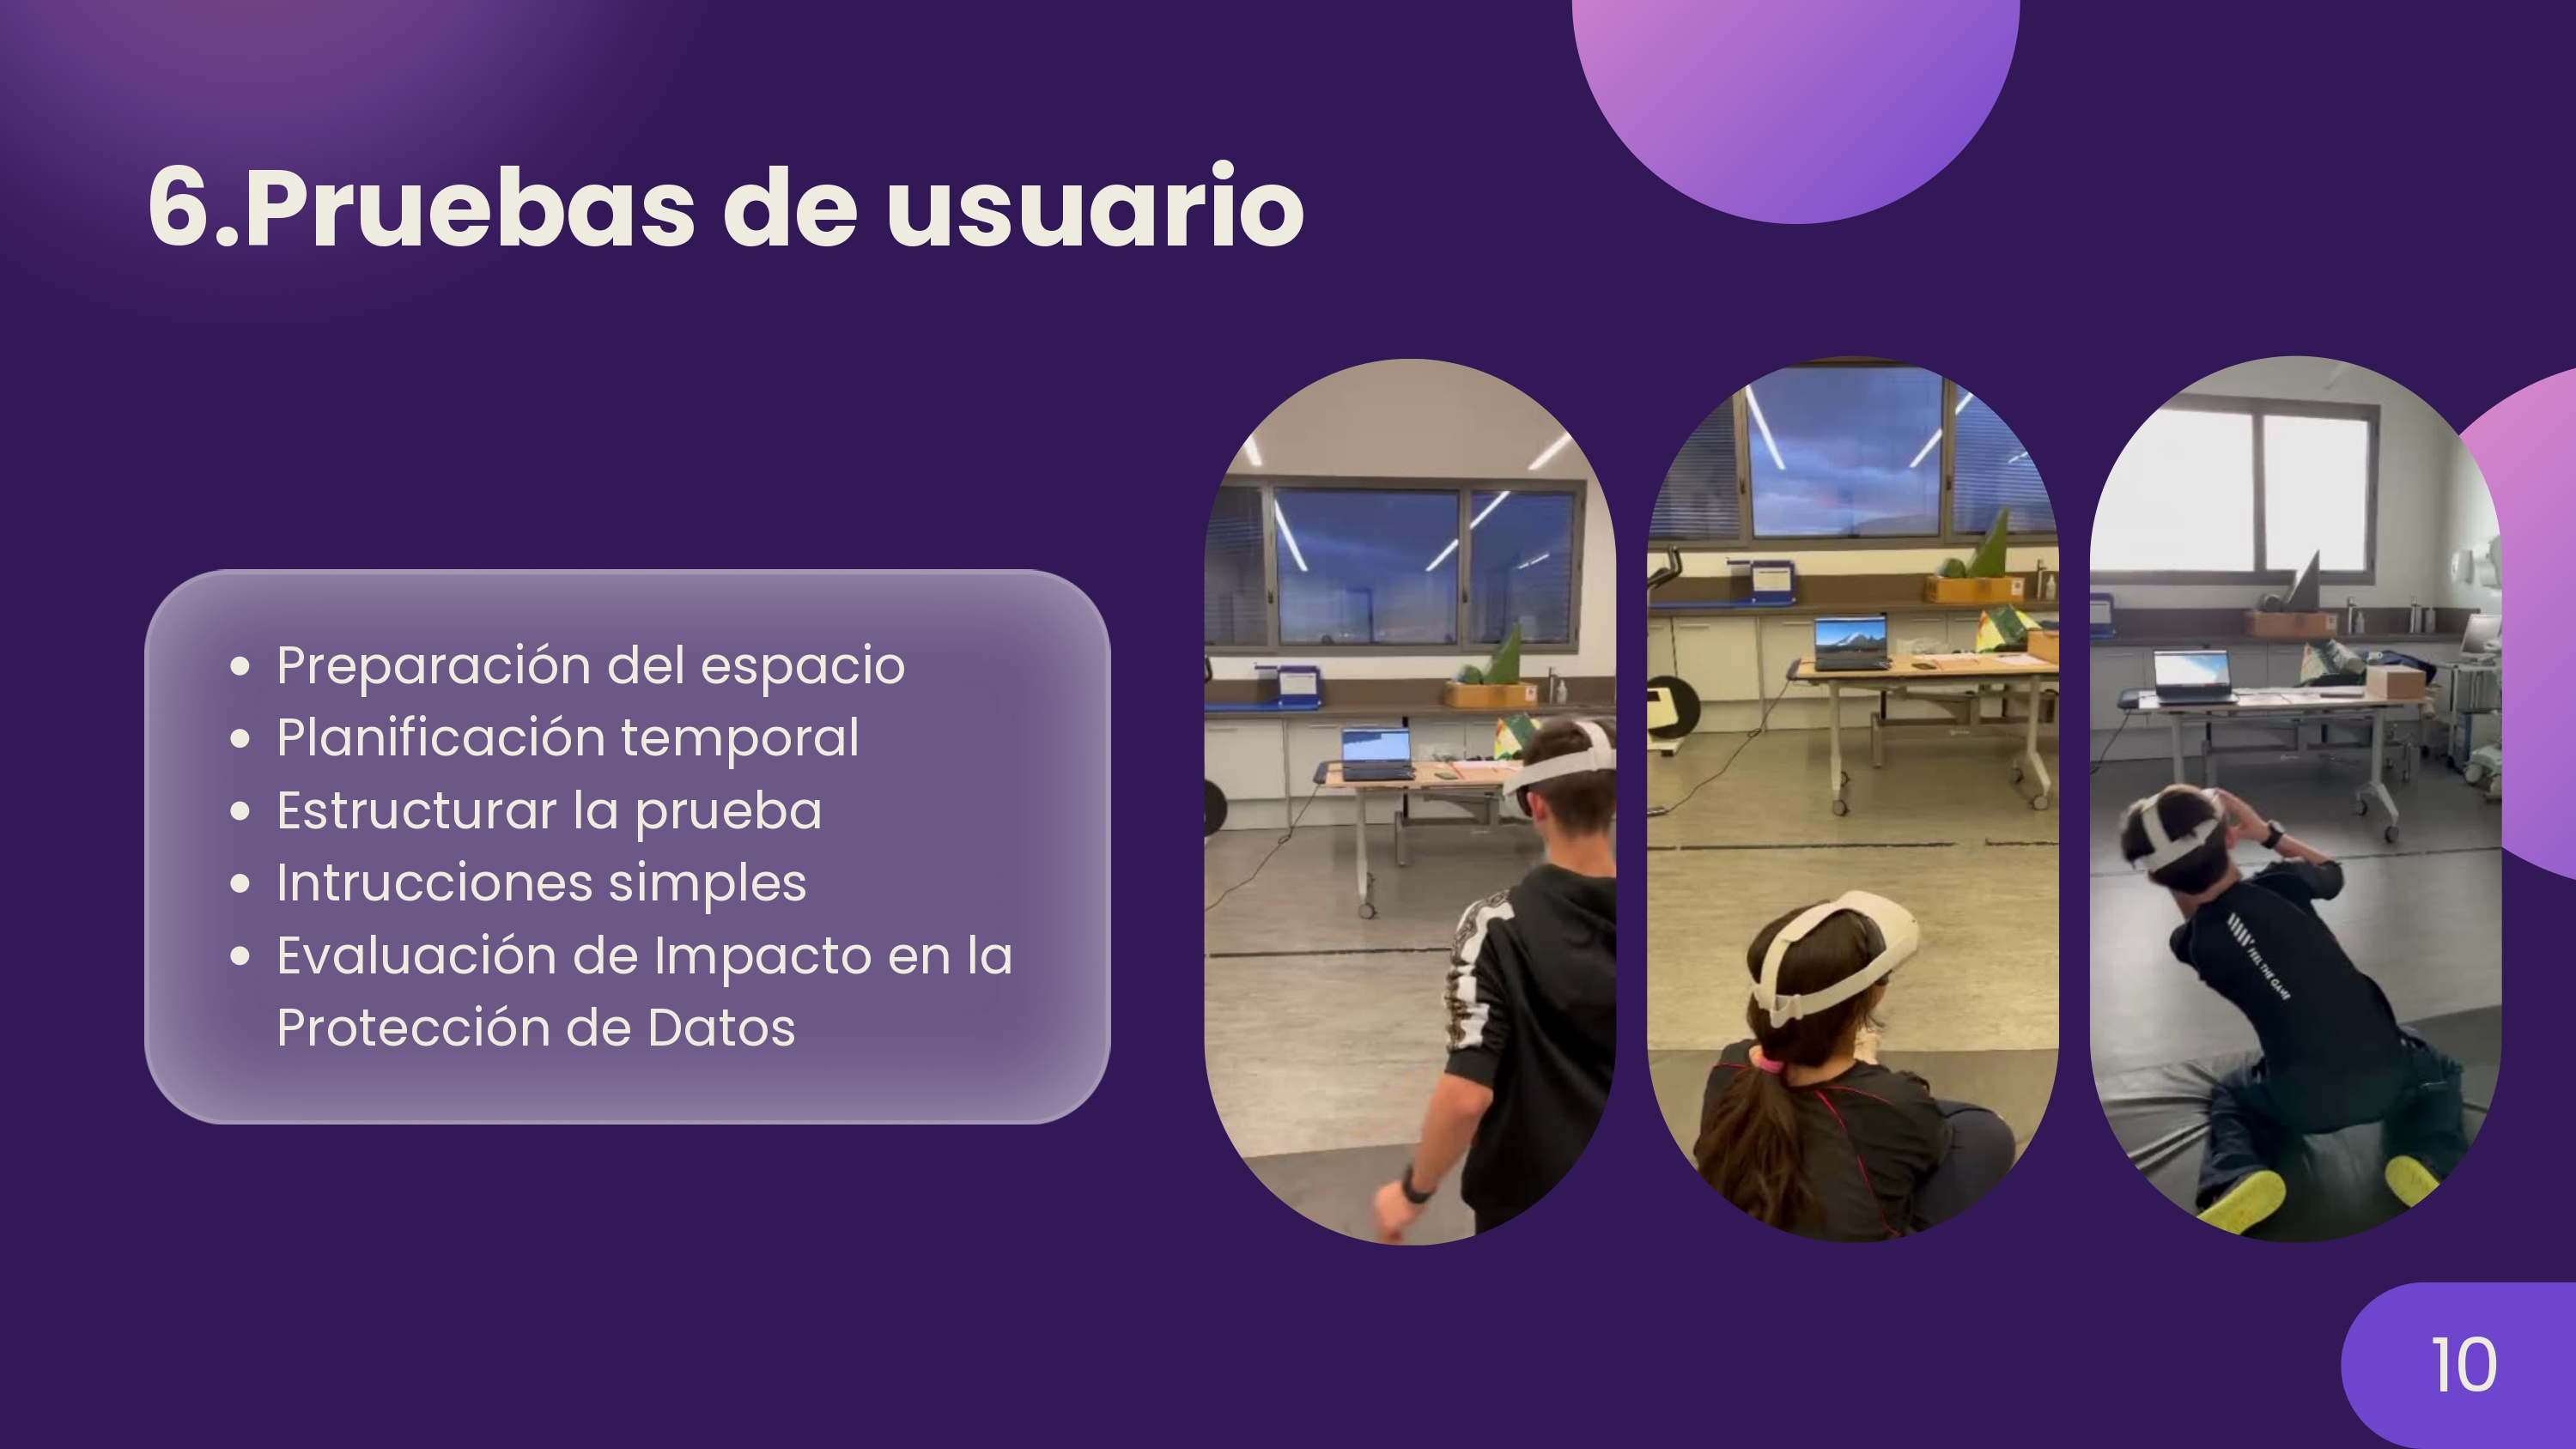 6.Pruebas de usuario
• Preparación del espacio
• Planificación temporal
• Estructurar la prueba
• Intrucciones simples
• Evaluación de Impacto en la
Protección de Datos
FEEL THE GAME
10